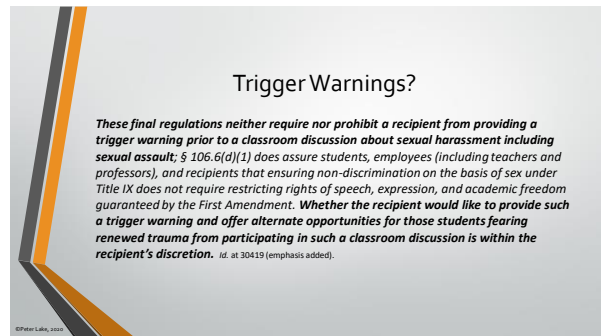 Trigger Warnings?
These final regulations neither require nor prohibit a recipient from providing a
trigger warning prior to a classroom discussion about sexual harassment including
sexual assault; § 106.6(d)(1) does assure students, employees (including teachers and
professors), and recipients that ensuring non-discrimination on the basis of sex under
Title IX does not require restricting rights of speech, expression, and academic freedom
guaranteed by the First Amendment. Whether the recipient would like to provide such
a trigger warning and offer alternate opportunities for those students fearing
renewed trauma from participating in such a classroom discussion is within the
recipient's discretion. Id. at 30419 (emphasis added).
©Peter Lake, 2020